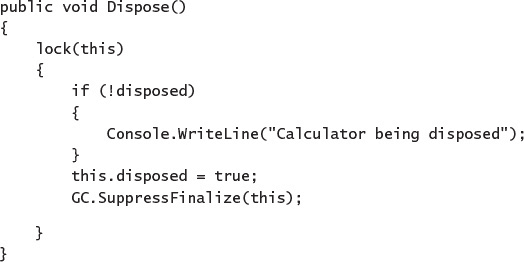 public void Dispose()
{
    lock(this)
    {
        if (!disposed)
        {
            Console.WriteLine("Calculator being disposed");
        }
        this.disposed = true;
        GC.SuppressFinalize(this);
    }
}